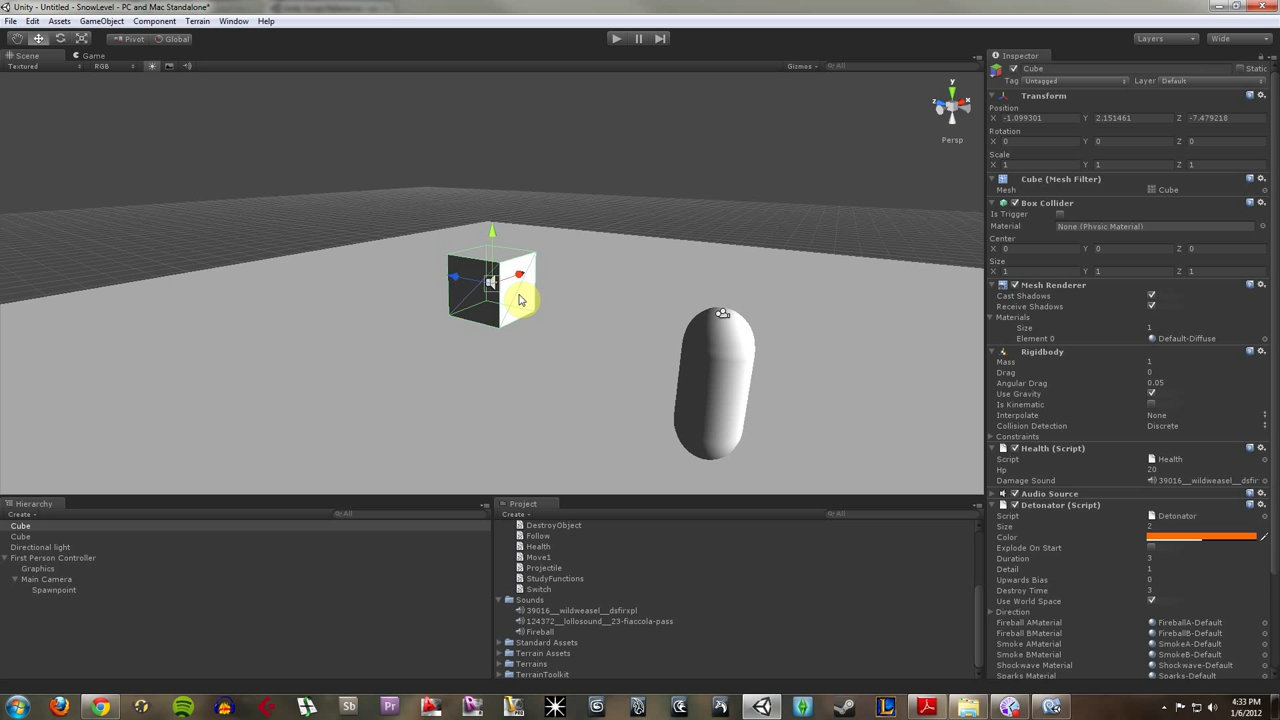 Unity - Untitled - SnowLevel - PC and Mac Standalone*
File Edit Assets GameObject Component Terrain Window Help
Pivot Global Layers Wide
Scene Game
Textured RGB Gizmos All
y
x
z
Persp
Inspector
Cube Static
Tag Untagged Layer Default
Transform
Position
X -1.099301 Y 2.151461 Z -7.479218
Rotation
X 0 Y 0 Z 0
Scale
X 1 Y 1 Z 1
Cube (Mesh Filter)
Mesh Cube
Box Collider
Is Trigger
Material None (Physic Material)
Center
X 0 Y 0 Z 0
Size
X 1 Y 1 Z 1
Mesh Renderer
Cast Shadows
Receive Shadows
Materials
Size 1
Element 0 Default-Diffuse
Rigidbody
Mass 1
Drag 0
Angular Drag 0.05
Use Gravity
Is Kinematic
Interpolate None
Collision Detection Discrete
Constraints
Health (Script)
Script Health
Hp 20
Damage Sound 39016__wildweasel__dsfir
Audio Source
Detonator (Script)
Script Detonator
Size 2
Color
Explode On Start
Duration 3
Detail 1
Upwards Bias 0
Destroy Time 3
Use World Space
Direction
Fireball AMaterial FireballA-Default
Fireball BMaterial FireballB-Default
Smoke AMaterial SmokeA-Default
Smoke BMaterial SmokeB-Default
Shockwave Material Shockwave-Default
Sparks Material Sparks-Default
Hierarchy
Create All
Cube
Cube
Directional light
First Person Controller
Graphics
Main Camera
Spawnpoint
Project
Create All
DestroyObject
Follow
Health
Move1
Projectile
StudyFunctions
Switch
Sounds
39016__wildweasel__dsfirxpl
124372__lollosound__23-fiaccola-pass
Fireball
Standard Assets
Terrain Assets
Terrains
TerrainToolkit
Sb Pr L
4:33 PM
1/6/2012